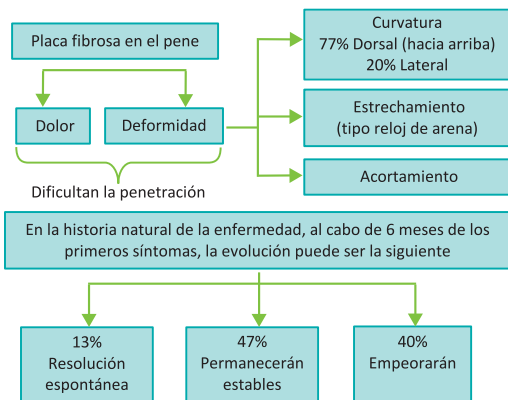 Placa fibrosa en el pene
Dolor
Deformidad
Dificultan la penetración
Curvatura
77% Dorsal (hacia arriba)
20% Lateral
Estrechamiento
(tipo reloj de arena)
Acortamiento
En la historia natural de la enfermedad, al cabo de 6 meses de los
primeros síntomas, la evolución puede ser la siguiente
13%
Resolución
espontánea
47%
Permanecerán
estables
40%
Empeorarán